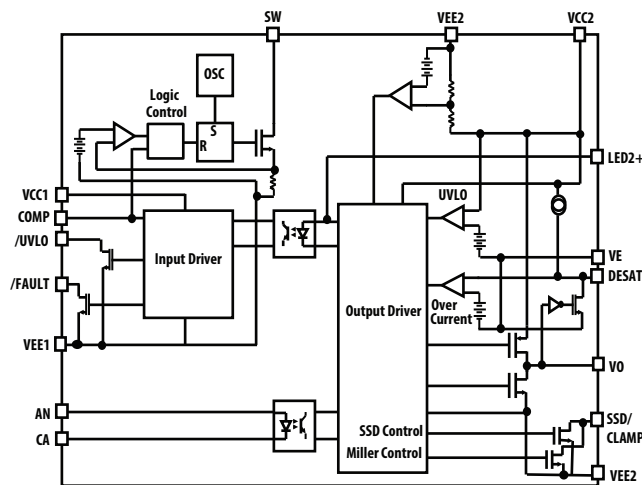 SW
VEE2
VCC2
OSC
Logic
Control
S
R
LED2+
VCC1
COMP
/UVLO
/FAULT
VEE1
Input Driver
UVLO
VE
DESAT
Output Driver
Over
Current
VO
AN
CA
SSD Control
Miller Control
SSD/
CLAMP
VEE2